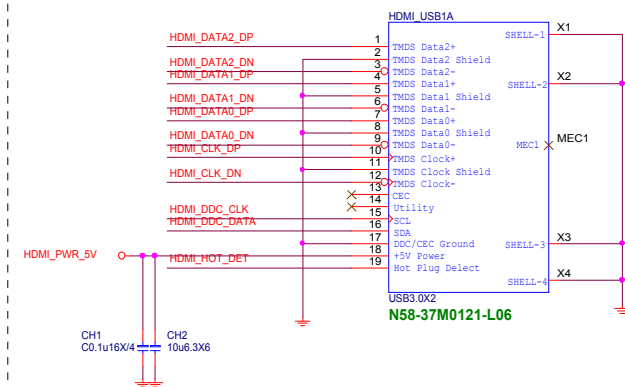 HDMI_USB1A
HDMI_DATA2_DP 1 TMDS Data2+ SHELL-1 X1
2 TMDS Data2 Shield
HDMI_DATA2_DN 3 TMDS Data2-
HDMI_DATA1_DP 4 TMDS Data1+ SHELL-2 X2
5 TMDS Data1 Shield
HDMI_DATA1_DN 6 TMDS Data1-
HDMI_DATA0_DP 7 TMDS Data0+
8 TMDS Data0 Shield
HDMI_DATA0_DN 9 TMDS Data0- MEC1 MEC1
HDMI_CLK_DP 10 TMDS Clock+
11 TMDS Clock Shield
HDMI_CLK_DN 12 TMDS Clock-
13 CEC
14 Utility
HDMI_DDC_CLK 15 SCL
HDMI_DDC_DATA 16 SDA
17 DDC/CEC Ground SHELL-3 X3
HDMI_PWR_5V 18 +5V Power
HDMI_HOT_DET 19 Hot Plug Delect
SHELL-4 X4
USB3.0X2
N58-37M0121-L06
CH1 CH2
C0.1u16X/4 10u6.3X6